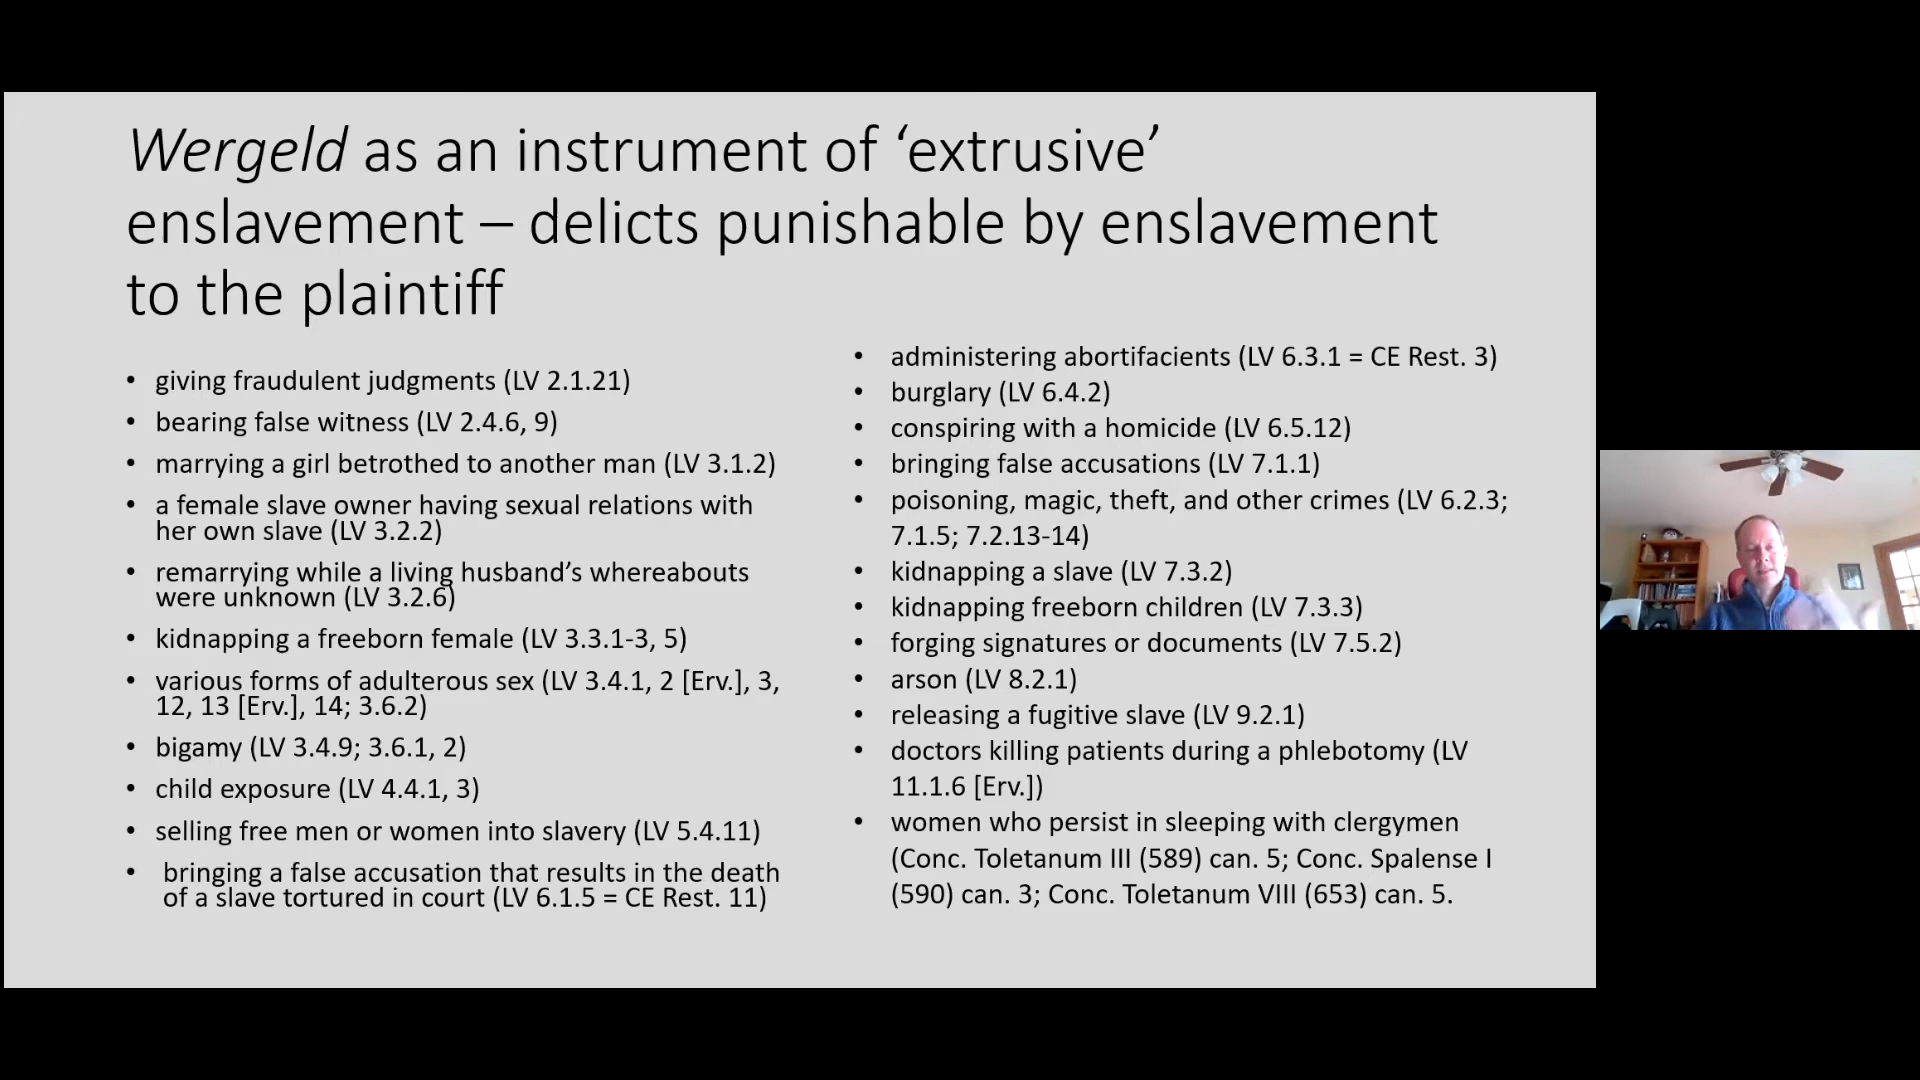 Wergeld as an instrument of ‘extrusive’
enslavement – delicts punishable by enslavement
to the plaintiff
• giving fraudulent judgments (LV 2.1.21)
• bearing false witness (LV 2.4.6, 9)
• marrying a girl betrothed to another man (LV 3.1.2)
• a female slave owner having sexual relations with
her own slave (LV 3.2.2)
• remarrying while a living husband’s whereabouts
were unknown (LV 3.2.6)
• kidnapping a freeborn female (LV 3.3.1-3, 5)
• various forms of adulterous sex (LV 3.4.1, 2 [Erv.], 3,
12, 13 [Erv.], 14; 3.6.2)
• bigamy (LV 3.4.9; 3.6.1, 2)
• child exposure (LV 4.4.1, 3)
• selling free men or women into slavery (LV 5.4.11)
• bringing a false accusation that results in the death
of a slave tortured in court (LV 6.1.5 = CE Rest. 11)
• administering abortifacients (LV 6.3.1 = CE Rest. 3)
• burglary (LV 6.4.2)
• conspiring with a homicide (LV 6.5.12)
• bringing false accusations (LV 7.1.1)
• poisoning, magic, theft, and other crimes (LV 6.2.3;
7.1.5; 7.2.13-14)
• kidnapping a slave (LV 7.3.2)
• kidnapping freeborn children (LV 7.3.3)
• forging signatures or documents (LV 7.5.2)
• arson (LV 8.2.1)
• releasing a fugitive slave (LV 9.2.1)
• doctors killing patients during a phlebotomy (LV
11.1.6 [Erv.])
• women who persist in sleeping with clergymen
(Conc. Toletanum III (589) can. 5; Conc. Spalense I
(590) can. 3; Conc. Toletanum VIII (653) can. 5.